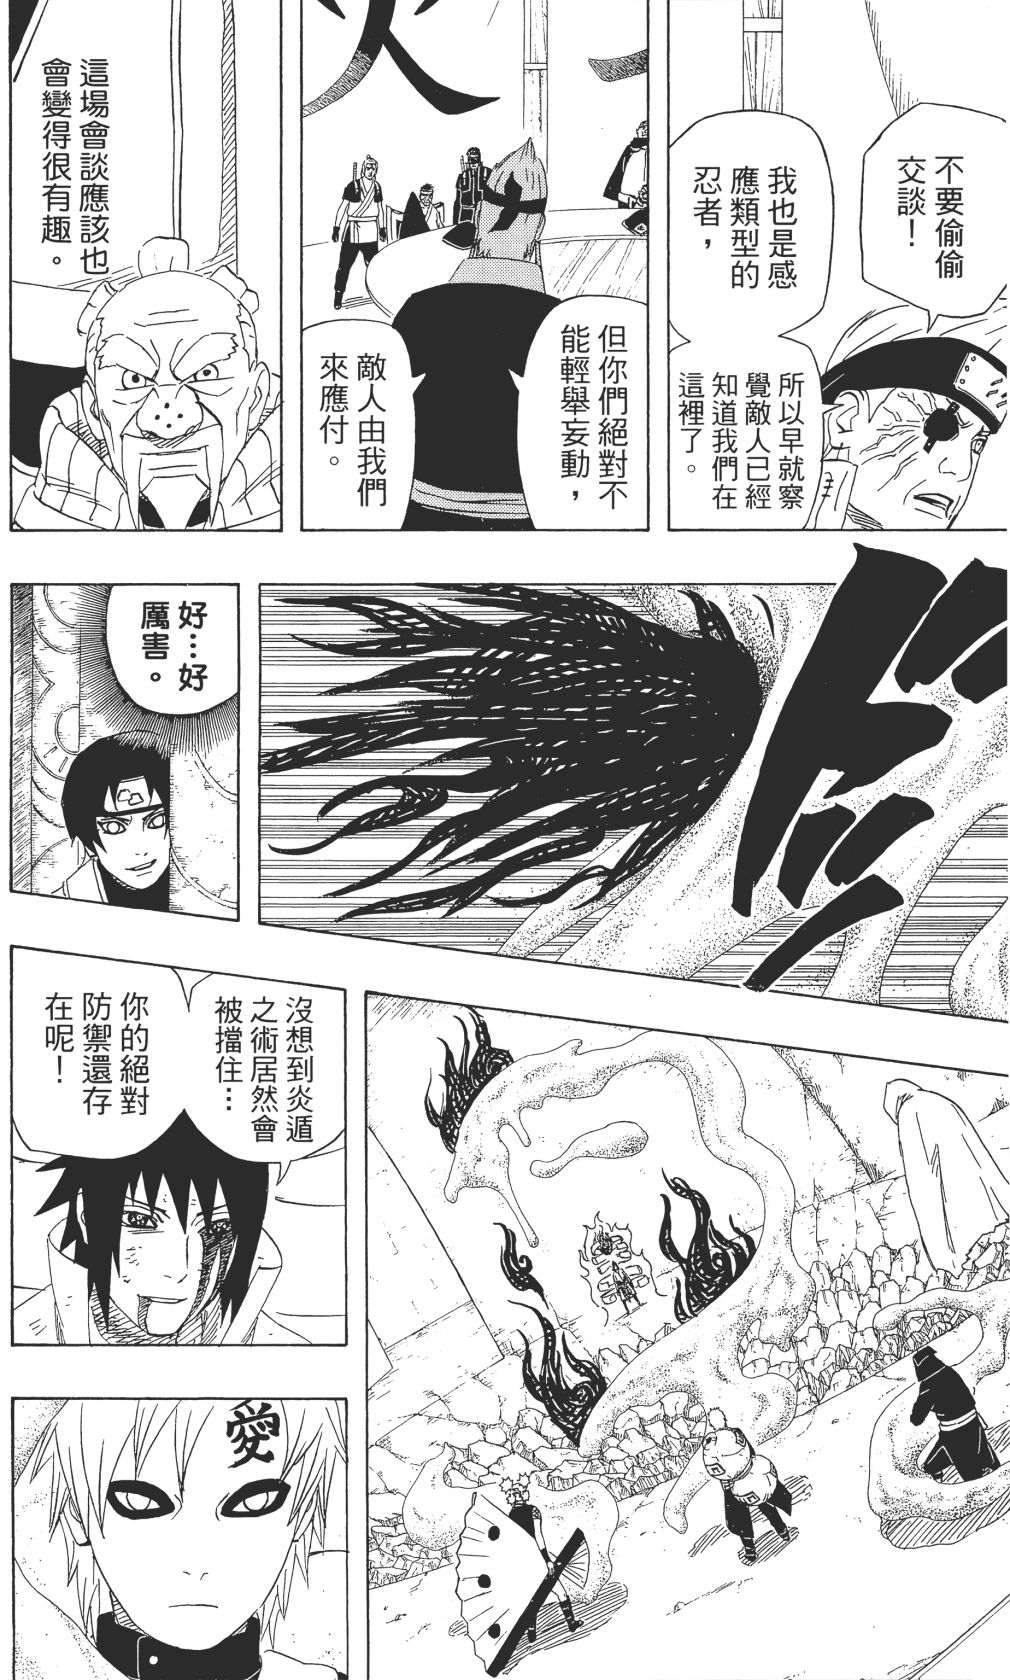 不要偷偷
交談！
我也是感
應類型的
忍者，
所以早就察
覺敵人已經
知道我們在
這裡了。
但你們絕對不
能輕舉妄動，
敵人由我們
來應付。
這場會談應該也
會變得很有趣。
好…好
厲害。
沒想到炎遁
之術居然會
被擋住…
你的絕對
防禦還存
在呢！
愛